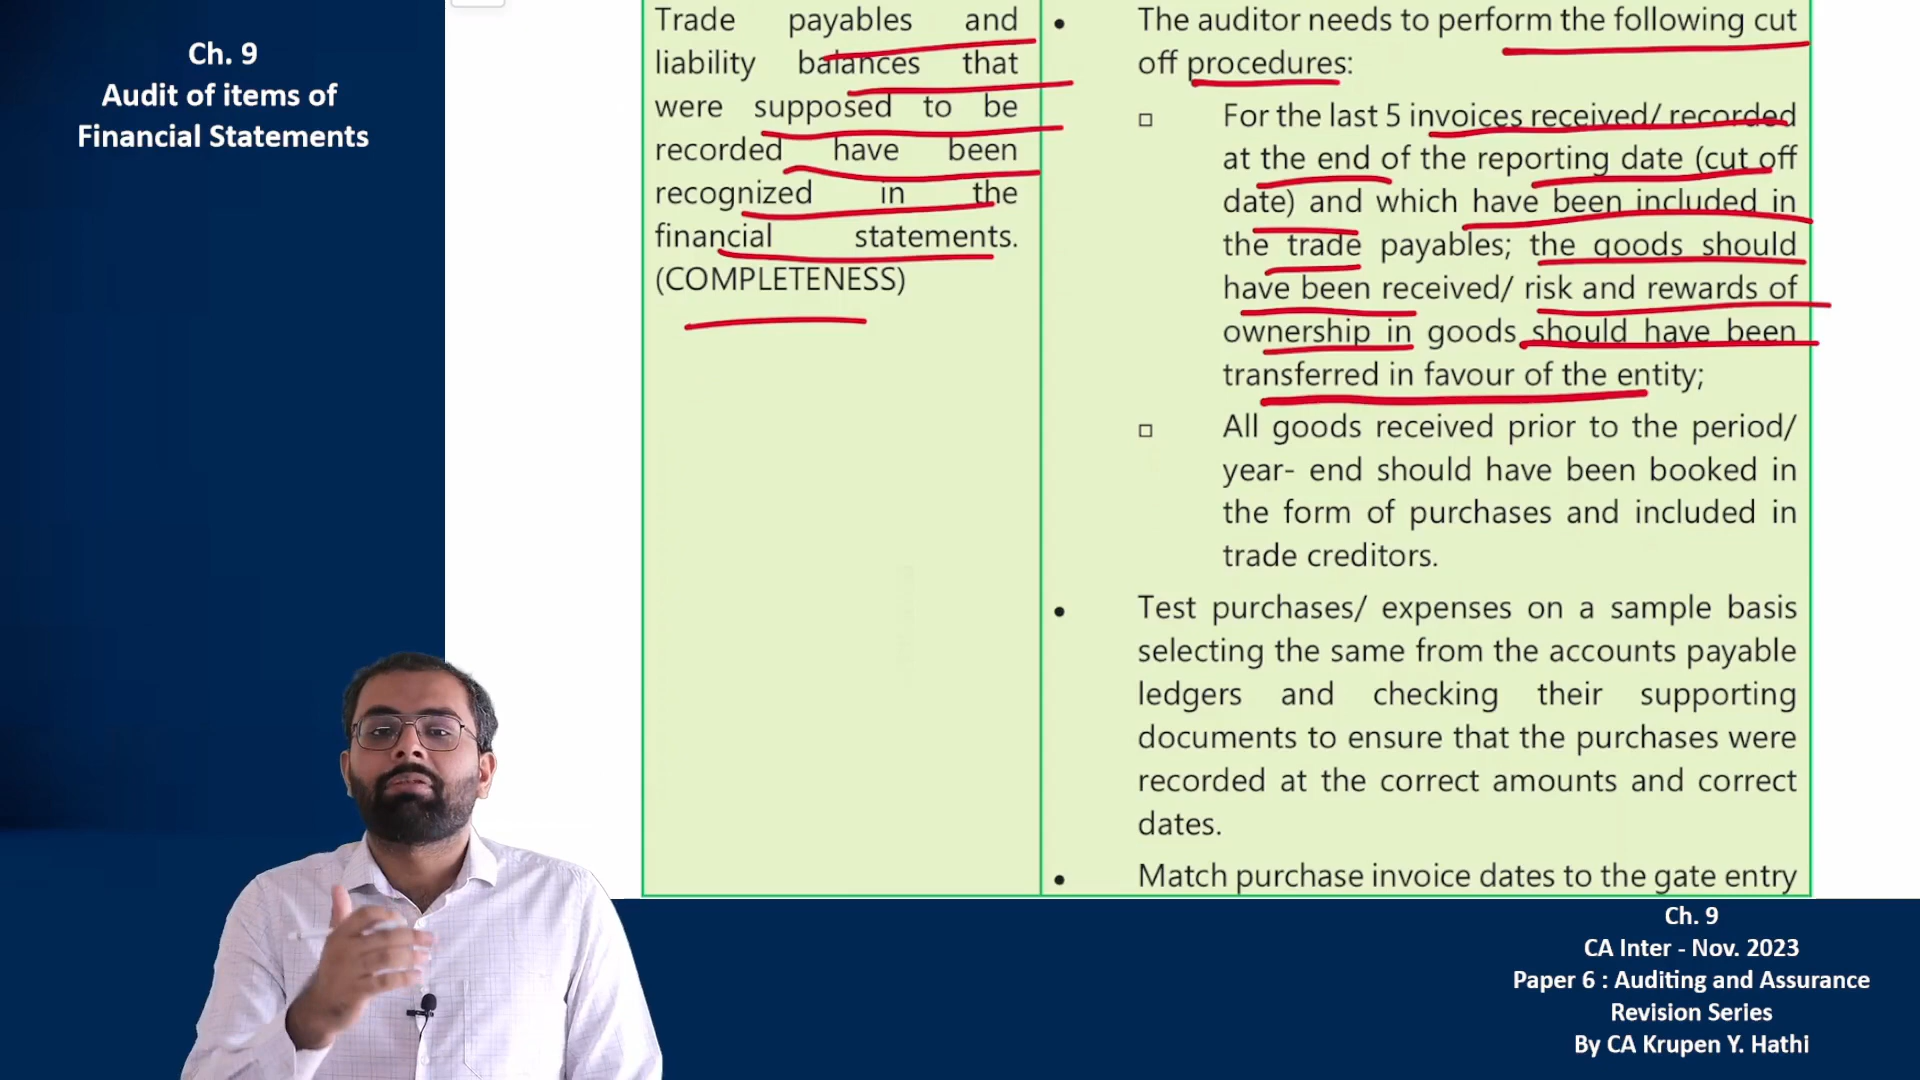 Ch. 9
Audit of items of
Financial Statements
Trade payables and
liability balances that
were supposed to be
recorded have been
recognized in the
financial statements.
(COMPLETENESS)
• The auditor needs to perform the following cut
off procedures:
□ For the last 5 invoices received/ recorded
at the end of the reporting date (cut off
date) and which have been included in
the trade payables; the goods should
have been received/ risk and rewards of
ownership in goods should have been
transferred in favour of the entity;
□ All goods received prior to the period/
year- end should have been booked in
the form of purchases and included in
trade creditors.
• Test purchases/ expenses on a sample basis
selecting the same from the accounts payable
ledgers and checking their supporting
documents to ensure that the purchases were
recorded at the correct amounts and correct
dates.
• Match purchase invoice dates to the gate entry
Ch. 9
CA Inter - Nov. 2023
Paper 6 : Auditing and Assurance
Revision Series
By CA Krupen Y. Hathi